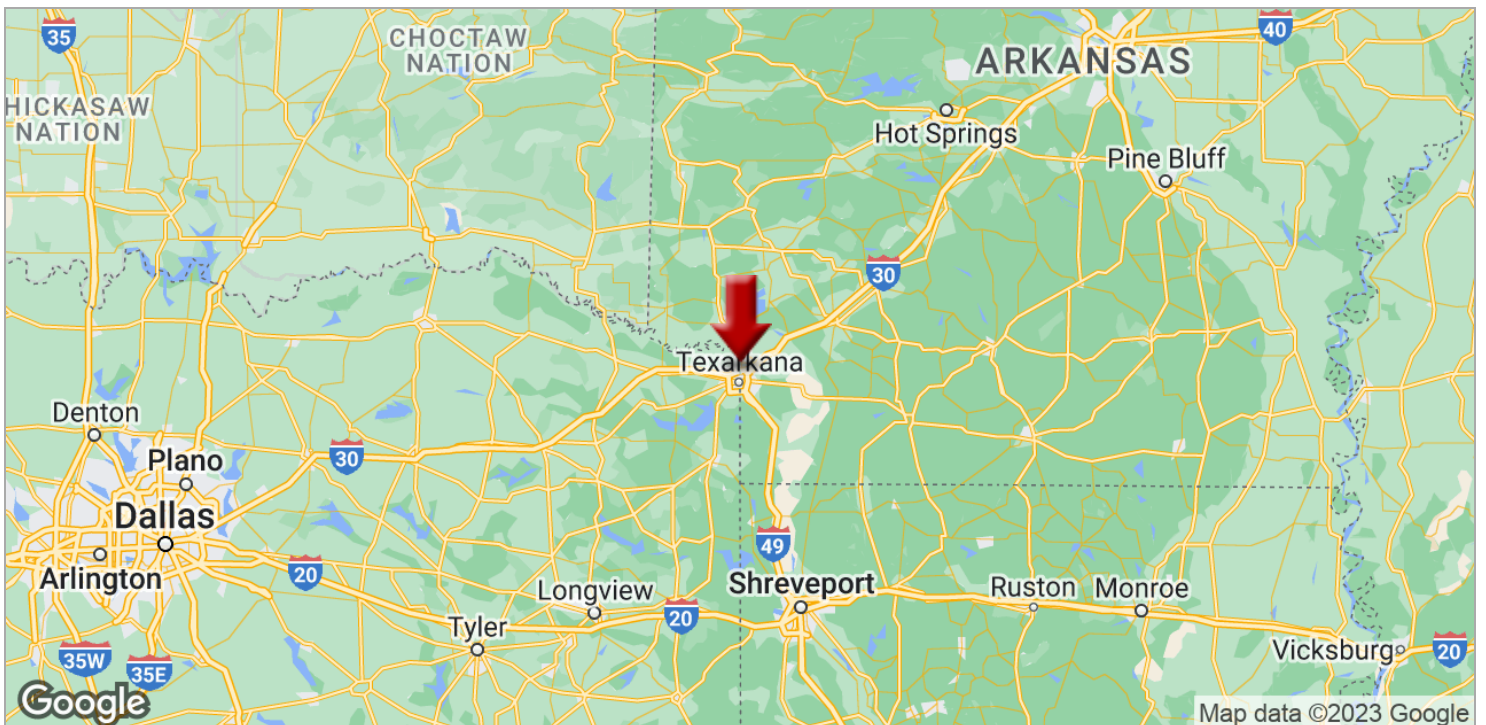 35
CHOCTAW
NATION
ARKANSAS
40
HICKASAW
NATION
Hot Springs
Pine Bluff
30
Texarkana
Denton
30
Plano
Dallas
49
20
Arlington
Longview
Shreveport
Ruston
Monroe
20
Tyler
35W
35E
Vicksburg
20
Google
Map data ©2023 Google